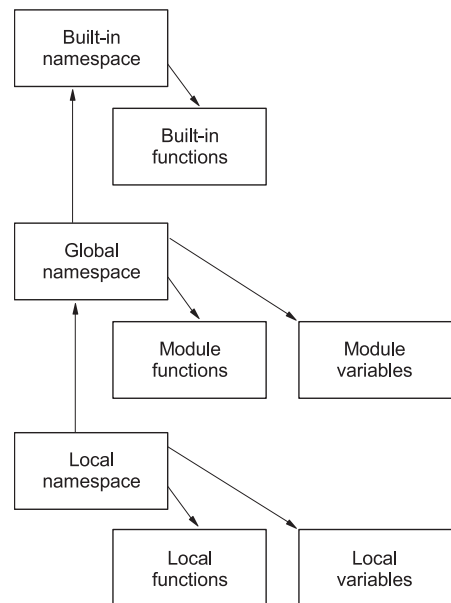 Built-in
namespace
Built-in
functions
Global
namespace
Module
functions
Module
variables
Local
namespace
Local
functions
Local
variables